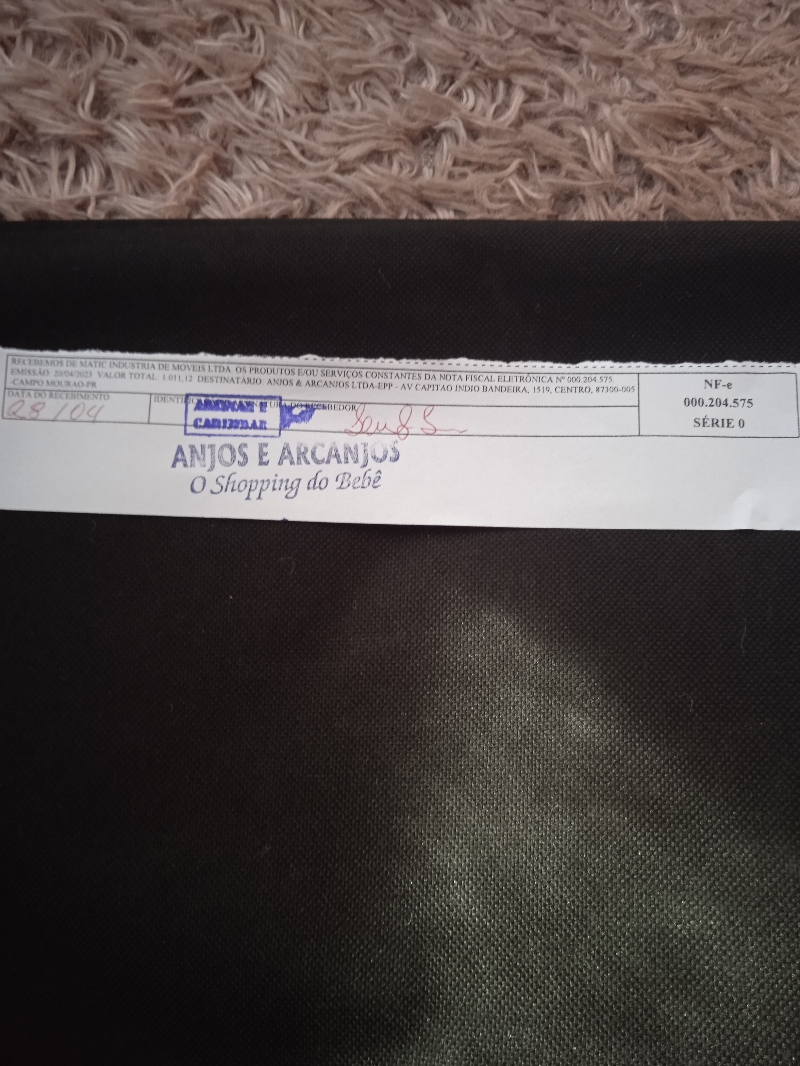 RECEBEMOS DE MATIC INDUSTRIA DE MOVEIS LTDA. OS PRODUTOS E/OU SERVIÇOS CONSTANTES DA NOTA FISCAL ELETRÔNICA Nº 000.204.575.
EMISSÃO: 20/04/2023 VALOR TOTAL: 1.011,12 DESTINATÁRIO: ANJOS & ARCANJOS LTDA-EPP - AV CAPITAO INDIO BANDEIRA, 1519, CENTRO, 87300-005
-CAMPO MOURAO-PR
DATA DO RECEBIMENTO
28/04
DO RECEBEDOR
CARIMBAR
ANJOS E ARCANJOS
O Shopping do Bebê
NF-e
000.204.575
SÉRIE 0